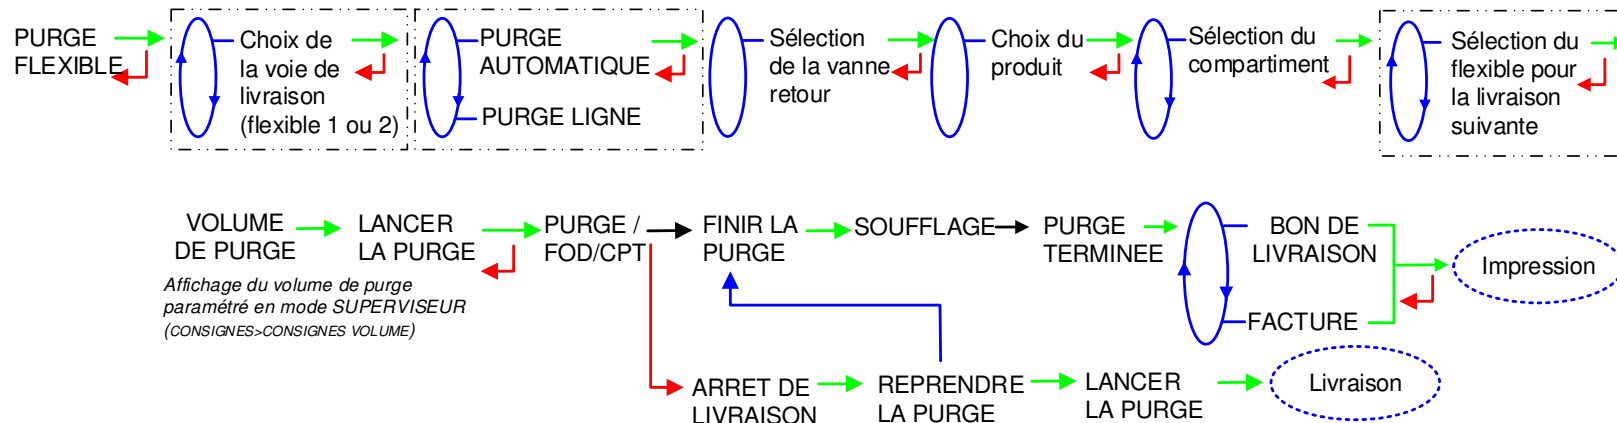 PURGE
FLEXIBLE
Choix de
la voie de
livraison
(flexible 1 ou 2)
PURGE
AUTOMATIQUE
PURGE LIGNE
Sélection
de la vanne
retour
Choix du
produit
Sélection du
compartiment
Sélection du
flexible pour
la livraison
suivante
VOLUME
DE PURGE
Affichage du volume de purge
paramétré en mode SUPERVISEUR
(CONSIGNES>CONSIGNES VOLUME)
LANCER
LA PURGE
PURGE /
FOD/CPT
FINIR LA
PURGE
SOUFFLAGE
PURGE
TERMINEE
BON DE
LIVRAISON
FACTURE
Impression
ARRET DE
LIVRAISON
REPRENDRE
LA PURGE
LANCER
LA PURGE
Livraison